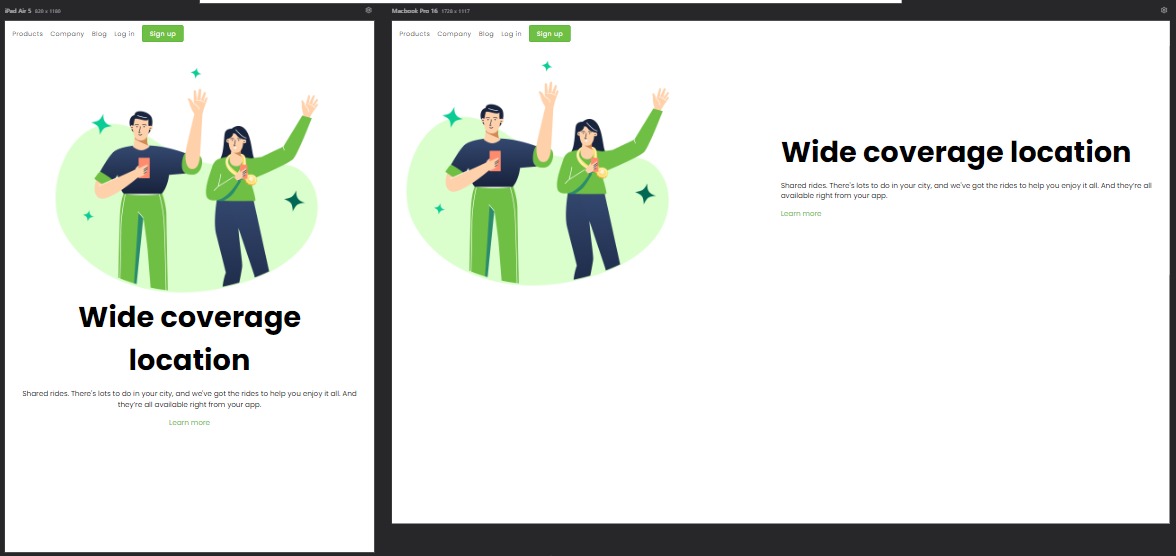 iPad Air 5 820 x 1180
Products Company Blog Log in Sign up
Wide coverage
location
Shared rides. There's lots to do in your city, and we've got the rides to help you enjoy it all. And
they're all available right from your app.
Learn more
Macbook Pro 16 1728 x 1117
Products Company Blog Log in Sign up
Wide coverage location
Shared rides. There's lots to do in your city, and we've got the rides to help you enjoy it all. And they're all
available right from your app.
Learn more